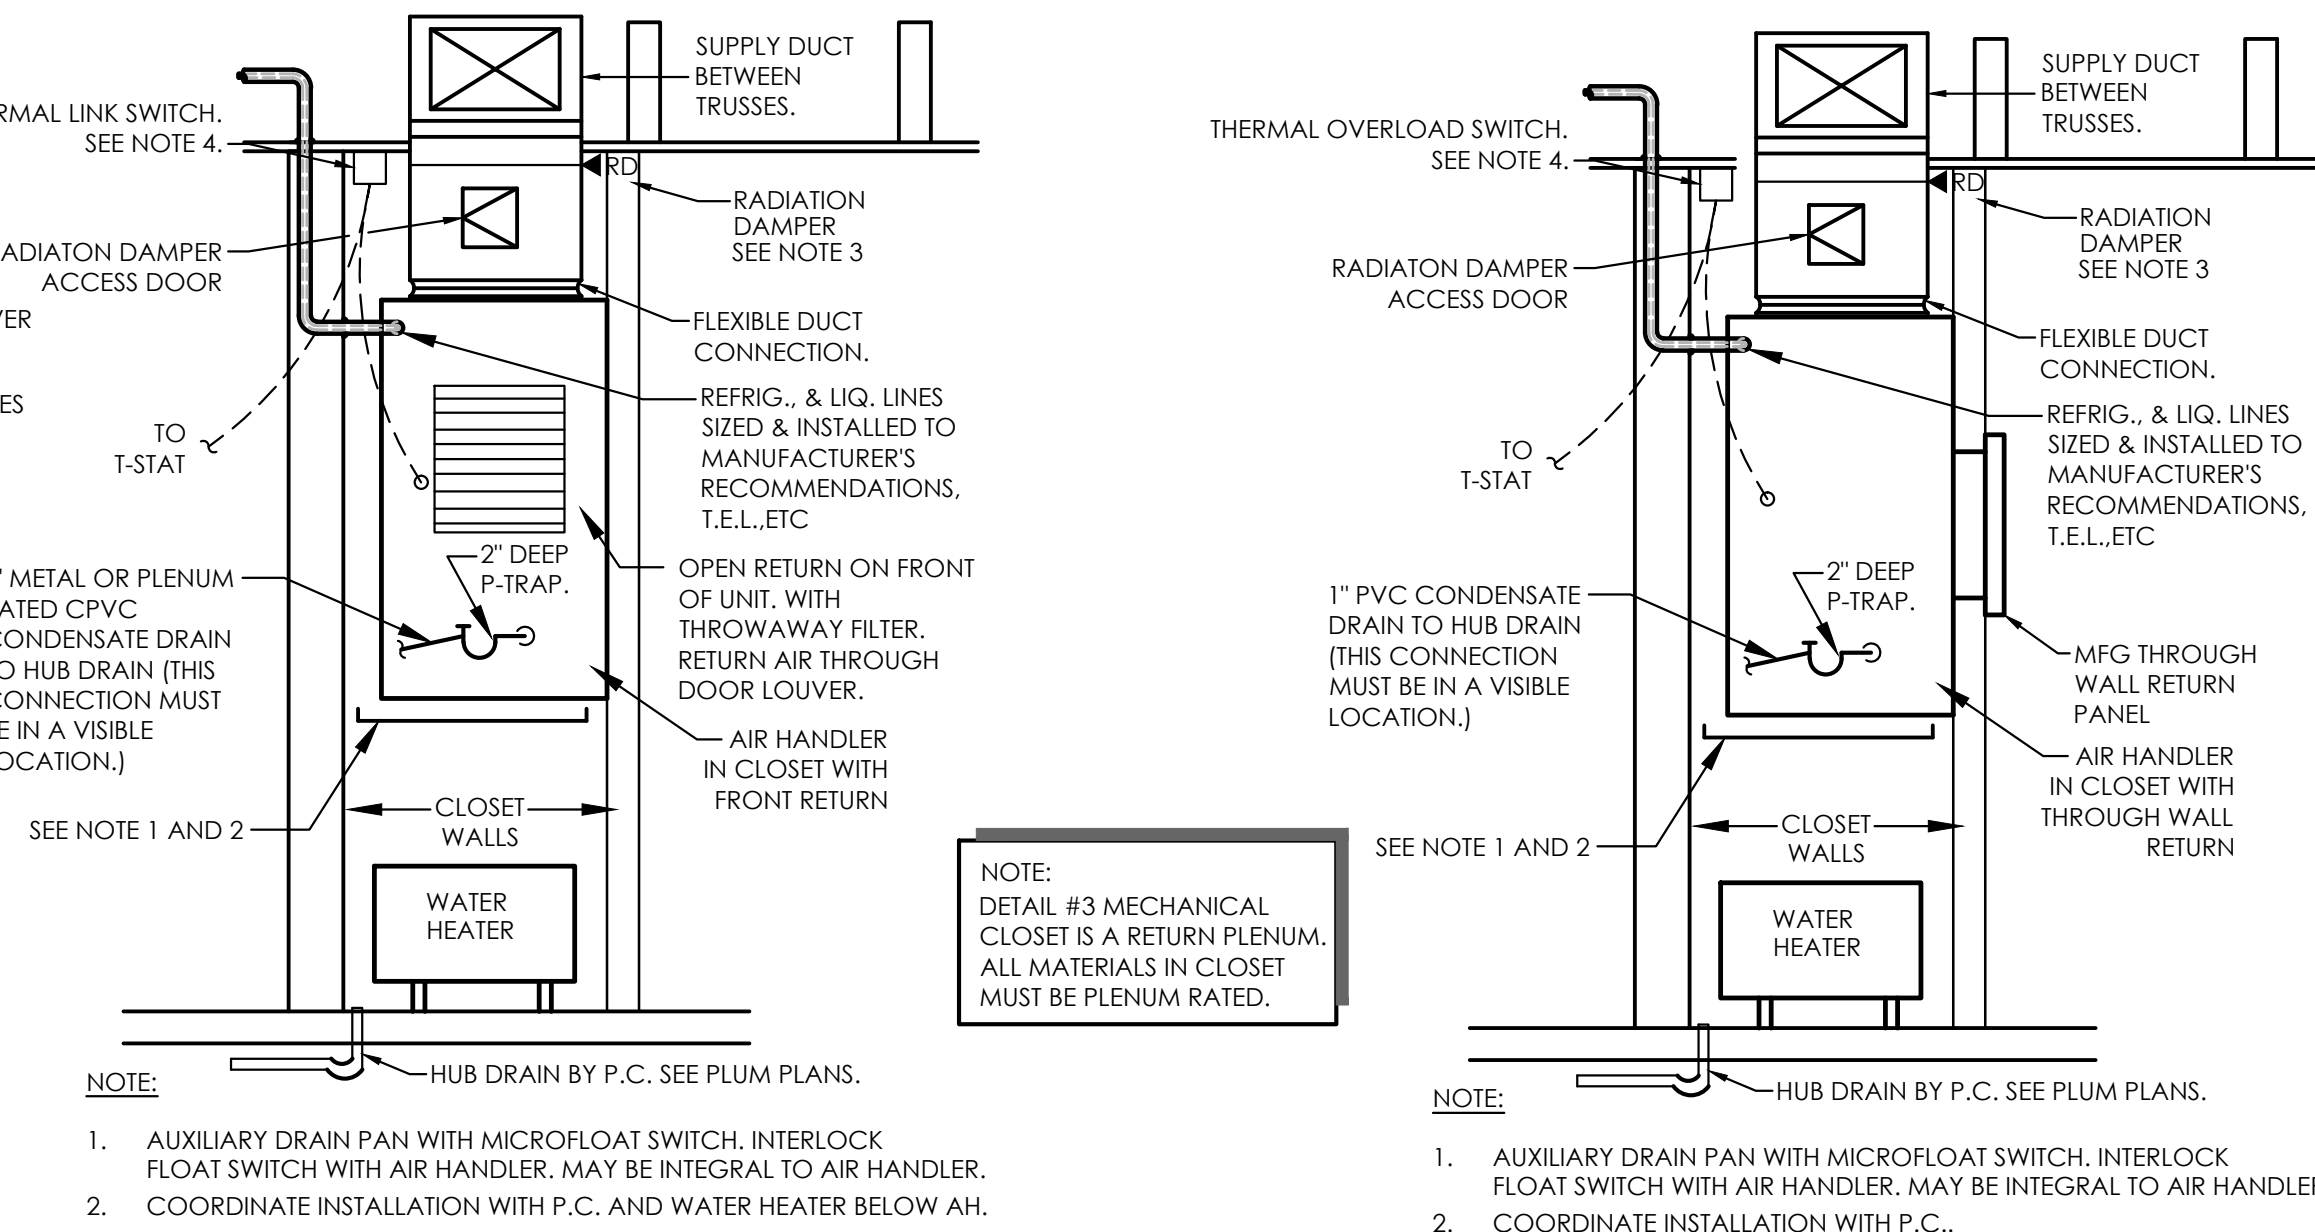 SUPPLY DUCT
BETWEEN
TRUSSES.
RMAL LINK SWITCH.
SEE NOTE 4.
RD
RADIATION
DAMPER
SEE NOTE 3
ADIATON DAMPER
ACCESS DOOR
VER
FLEXIBLE DUCT
CONNECTION.
ES
REFRIG., & LIQ. LINES
SIZED & INSTALLED TO
MANUFACTURER'S
RECOMMENDATIONS,
T.E.L.,ETC
TO
T-STAT
2" DEEP
P-TRAP.
OPEN RETURN ON FRONT
OF UNIT. WITH
THROWAWAY FILTER.
RETURN AIR THROUGH
DOOR LOUVER.
" METAL OR PLENUM
ATED CPVC
CONDENSATE DRAIN
O HUB DRAIN (THIS
CONNECTION MUST
E IN A VISIBLE
OCATION.)
AIR HANDLER
IN CLOSET WITH
FRONT RETURN
SEE NOTE 1 AND 2
CLOSET
WALLS
WATER
HEATER
HUB DRAIN BY P.C. SEE PLUM PLANS.
NOTE:
1. AUXILIARY DRAIN PAN WITH MICROFLOAT SWITCH. INTERLOCK
FLOAT SWITCH WITH AIR HANDLER. MAY BE INTEGRAL TO AIR HANDLER.
2. COORDINATE INSTALLATION WITH P.C. AND WATER HEATER BELOW AH.
NOTE:
DETAIL #3 MECHANICAL
CLOSET IS A RETURN PLENUM.
ALL MATERIALS IN CLOSET
MUST BE PLENUM RATED.
SUPPLY DUCT
BETWEEN
TRUSSES.
THERMAL OVERLOAD SWITCH.
SEE NOTE 4.
RD
RADIATION
DAMPER
SEE NOTE 3
RADIATON DAMPER
ACCESS DOOR
FLEXIBLE DUCT
CONNECTION.
REFRIG., & LIQ. LINES
SIZED & INSTALLED TO
MANUFACTURER'S
RECOMMENDATIONS,
T.E.L.,ETC
TO
T-STAT
2" DEEP
P-TRAP.
1" PVC CONDENSATE
DRAIN TO HUB DRAIN
(THIS CONNECTION
MUST BE IN A VISIBLE
LOCATION.)
MFG THROUGH
WALL RETURN
PANEL
AIR HANDLER
IN CLOSET WITH
THROUGH WALL
RETURN
SEE NOTE 1 AND 2
CLOSET
WALLS
WATER
HEATER
HUB DRAIN BY P.C. SEE PLUM PLANS.
NOTE:
1. AUXILIARY DRAIN PAN WITH MICROFLOAT SWITCH. INTERLOCK
FLOAT SWITCH WITH AIR HANDLER. MAY BE INTEGRAL TO AIR HANDLER
2. COORDINATE INSTALLATION WITH P.C..